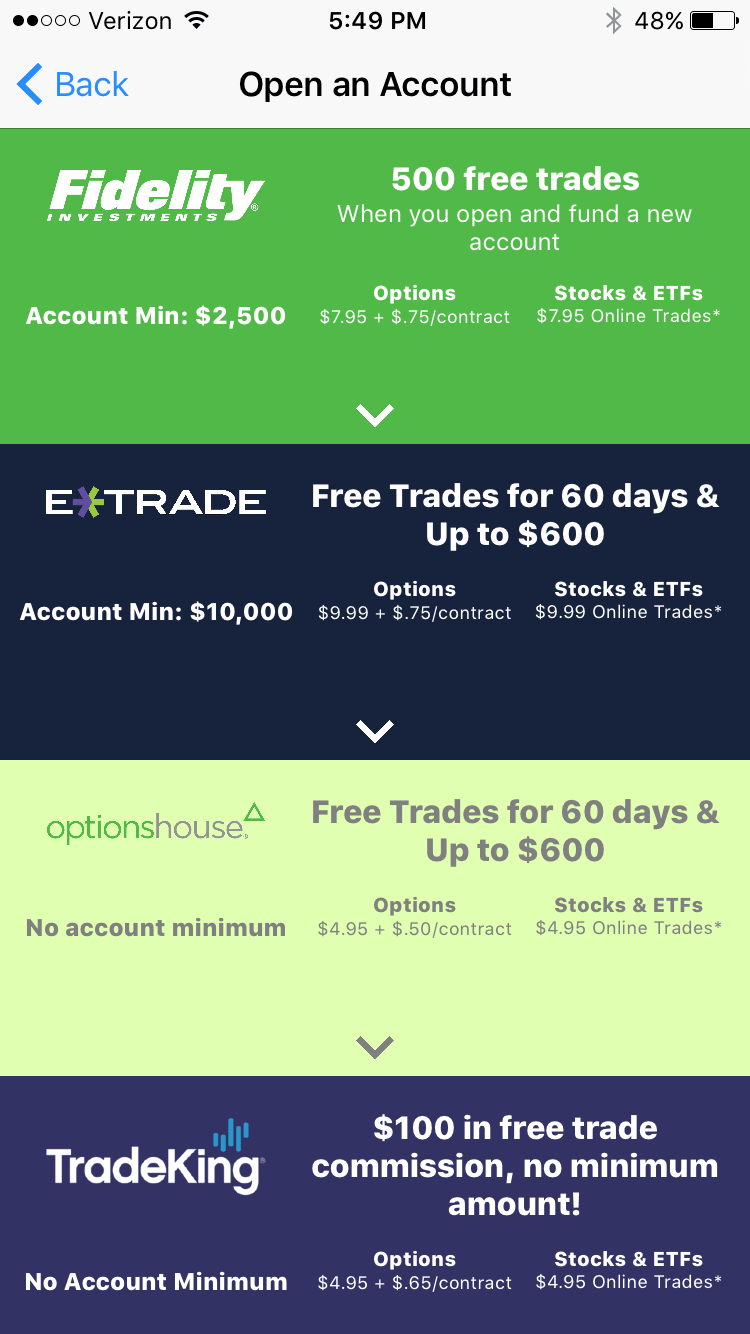 Verizon 5:49 PM 48%
Back Open an Account
Fidelity
INVESTMENTS®
500 free trades
When you open and fund a new
account
Account Min: $2,500
Options
$7.95 + $.75/contract
Stocks & ETFs
$7.95 Online Trades*
E*TRADE
Free Trades for 60 days &
Up to $600
Account Min: $10,000
Options
$9.99 + $.75/contract
Stocks & ETFs
$9.99 Online Trades*
optionshouse
Free Trades for 60 days &
Up to $600
No account minimum
Options
$4.95 + $.50/contract
Stocks & ETFs
$4.95 Online Trades*
TradeKing
$100 in free trade
commission, no minimum
amount!
No Account Minimum
Options
$4.95 + $.65/contract
Stocks & ETFs
$4.95 Online Trades*